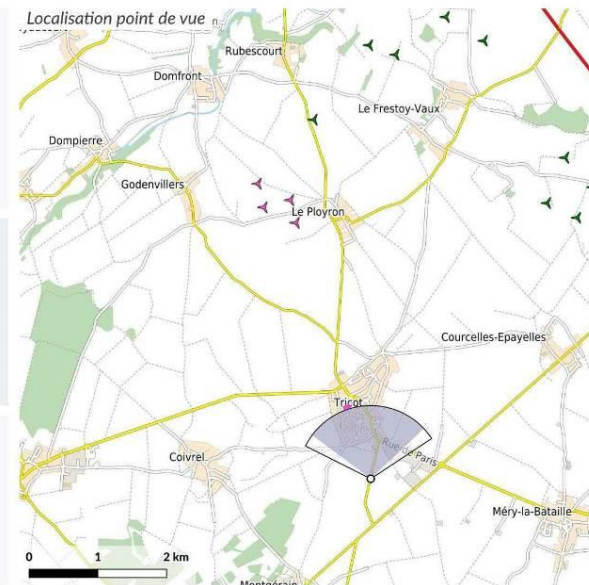 Localisation point de vue
Rubescourt
Domfront
Le Frestoy-Vaux
Dompierre
Godenvillers
Le Ployron
Courcelles-Epayelles
Tricot
Rue de Paris
Coivrel
Méry-la-Bataille
0 1 2 km